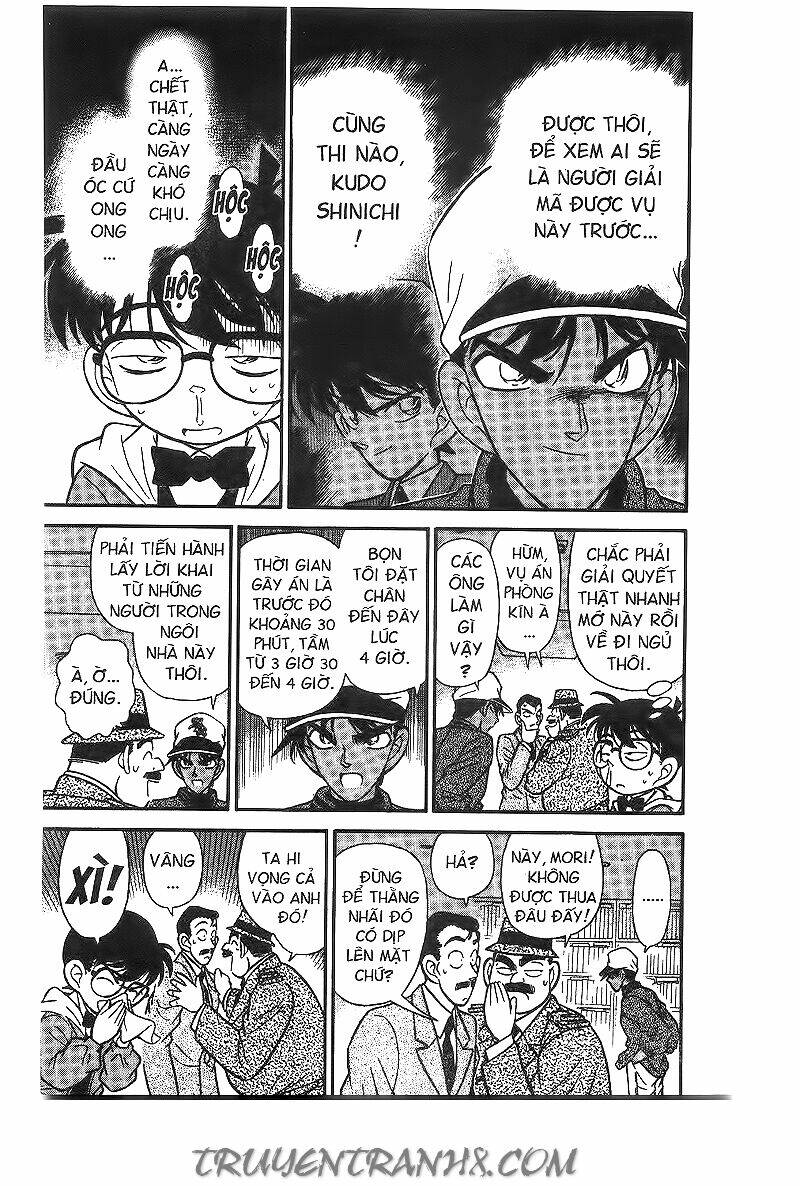 ĐƯỢC THÔI,
ĐỂ XEM AI SẼ
LÀ NGƯỜI GIẢI
MÃ ĐƯỢC VỤ
NÀY TRƯỚC...
CÙNG
THI NÀO,
KUDO
SHINICHI
!
A...
CHẾT
THẬT,
CÀNG
NGÀY
CÀNG
KHÓ
CHỊU.
ĐẦU
ÓC CỨ
ONG
ONG
...
HỘC
HỘC
HỘC
CHẮC PHẢI
GIẢI QUYẾT
THẬT NHANH
MỚ NÀY RỒI
VỀ ĐI NGỦ
THÔI.
HỪM,
VỤ ÁN
PHÒNG
KÍN À
...
CÁC
ÔNG
LÀM
GÌ
VẬY
?
BỌN
TÔI ĐẶT
CHÂN
ĐẾN ĐÂY
LÚC
4 GIỜ.
THỜI GIAN
GÂY ÁN LÀ
TRƯỚC ĐÓ
KHOẢNG 30
PHÚT, TẦM
TỪ 3 GIỜ 30
ĐẾN 4 GIỜ.
PHẢI TIẾN HÀNH
LẤY LỜI KHAI
TỪ NHỮNG
NGƯỜI TRONG
NGÔI
NHÀ NÀY
THÔI.
À, Ờ...
ĐÚNG.
......
NÀY, MORI!
KHÔNG
ĐƯỢC THUA
ĐÂU ĐẤY!
HẢ?
ĐỪNG
ĐỂ THẰNG
NHÃI ĐÓ
CÓ DỊP
LÊN MẶT
CHỨ?
TA HI
VỌNG CẢ
VÀO ANH
ĐÓ!
VÂNG
...
XÌ!
TRUYENTRANH8.COM